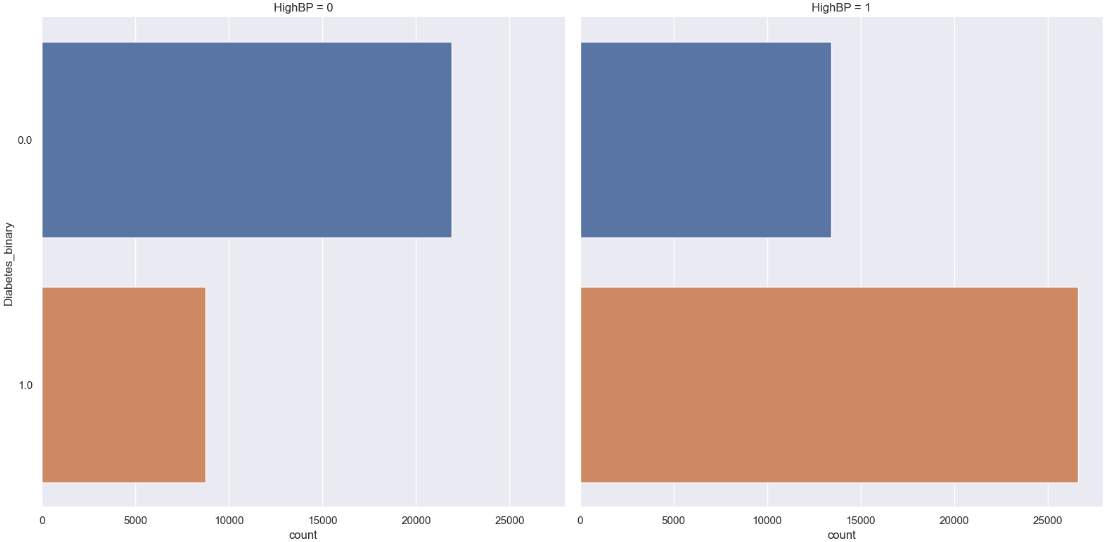 HighBP = 0
HighBP = 1
Diabetes_binary
0.0
1.0
0 5000 10000 15000 20000 25000
0 5000 10000 15000 20000 25000
count
count